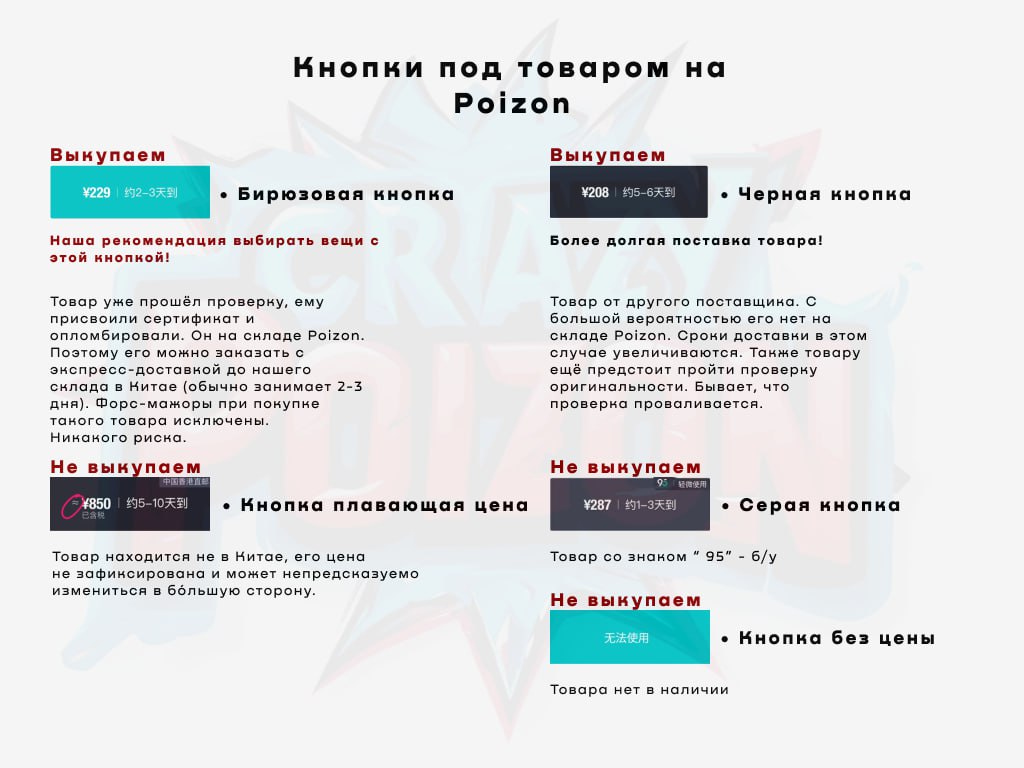 Кнопки под товаром на
Poizon
Выкупаем
¥229 | 约2-3天到
• Бирюзовая кнопка
Наша рекомендация выбирать вещи с
этой кнопкой!
Товар уже прошёл проверку, ему
присвоили сертификат и
опломбировали. Он на складе Poizon.
Поэтому его можно заказать с
экспресс-доставкой до нашего
склада в Китае (обычно занимает 2-3
дня). Форс-мажоры при покупке
такого товара исключены.
Никакого риска.
Выкупаем
¥208 | 约5-6天到
• Черная кнопка
Более долгая поставка товара!
Товар от другого поставщика. С
большой вероятностью его нет на
складе Poizon. Сроки доставки в этом
случае увеличиваются. Также товару
ещё предстоит пройти проверку
оригинальности. Бывает, что
проверка проваливается.
Не выкупаем
中国香港直邮
≈ ¥850 | 约5-10天到
已含税
• Кнопка плавающая цена
Товар находится не в Китае, его цена
не зафиксирована и может непредсказуемо
измениться в бо́льшую сторону.
Не выкупаем
95 轻微使用
¥287 | 约1-3天到
• Серая кнопка
Товар со знаком “ 95” - б/у
Не выкупаем
无法使用
• Кнопка без цены
Товара нет в наличии
CRAZY
POIZON